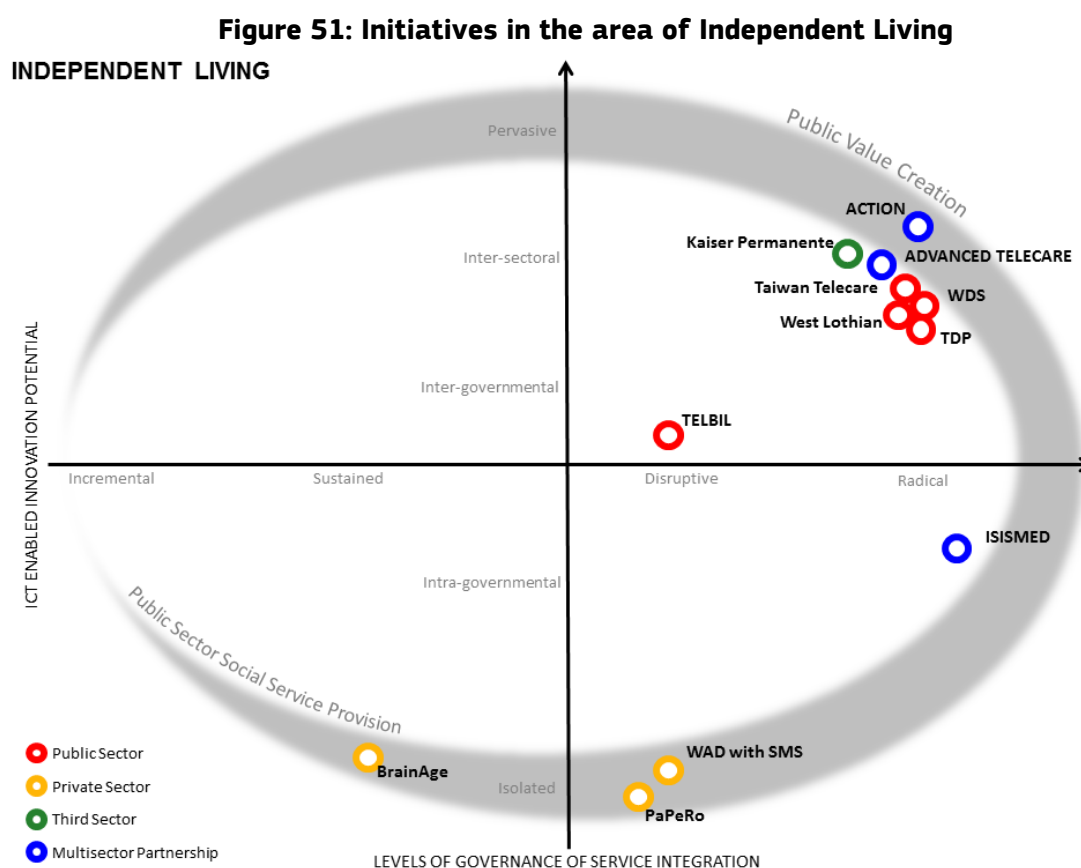 Figure 51: Initiatives in the area of Independent Living
INDEPENDENT LIVING
Pervasive
Public Value Creation
ACTION
Kaiser Permanente
Inter-sectoral
ADVANCED TELECARE
Taiwan Telecare
WDS
West Lothian
TDP
ICT ENABLED INNOVATION POTENTIAL
Inter-governmental
TELBIL
Incremental
Sustained
Disruptive
Radical
ISISMED
Intra-governmental
Public Sector Social Service Provision
Public Sector
WAD with SMS
BrainAge
Private Sector
Isolated
PaPeRo
Third Sector
Multisector Partnership
LEVELS OF GOVERNANCE OF SERVICE INTEGRATION